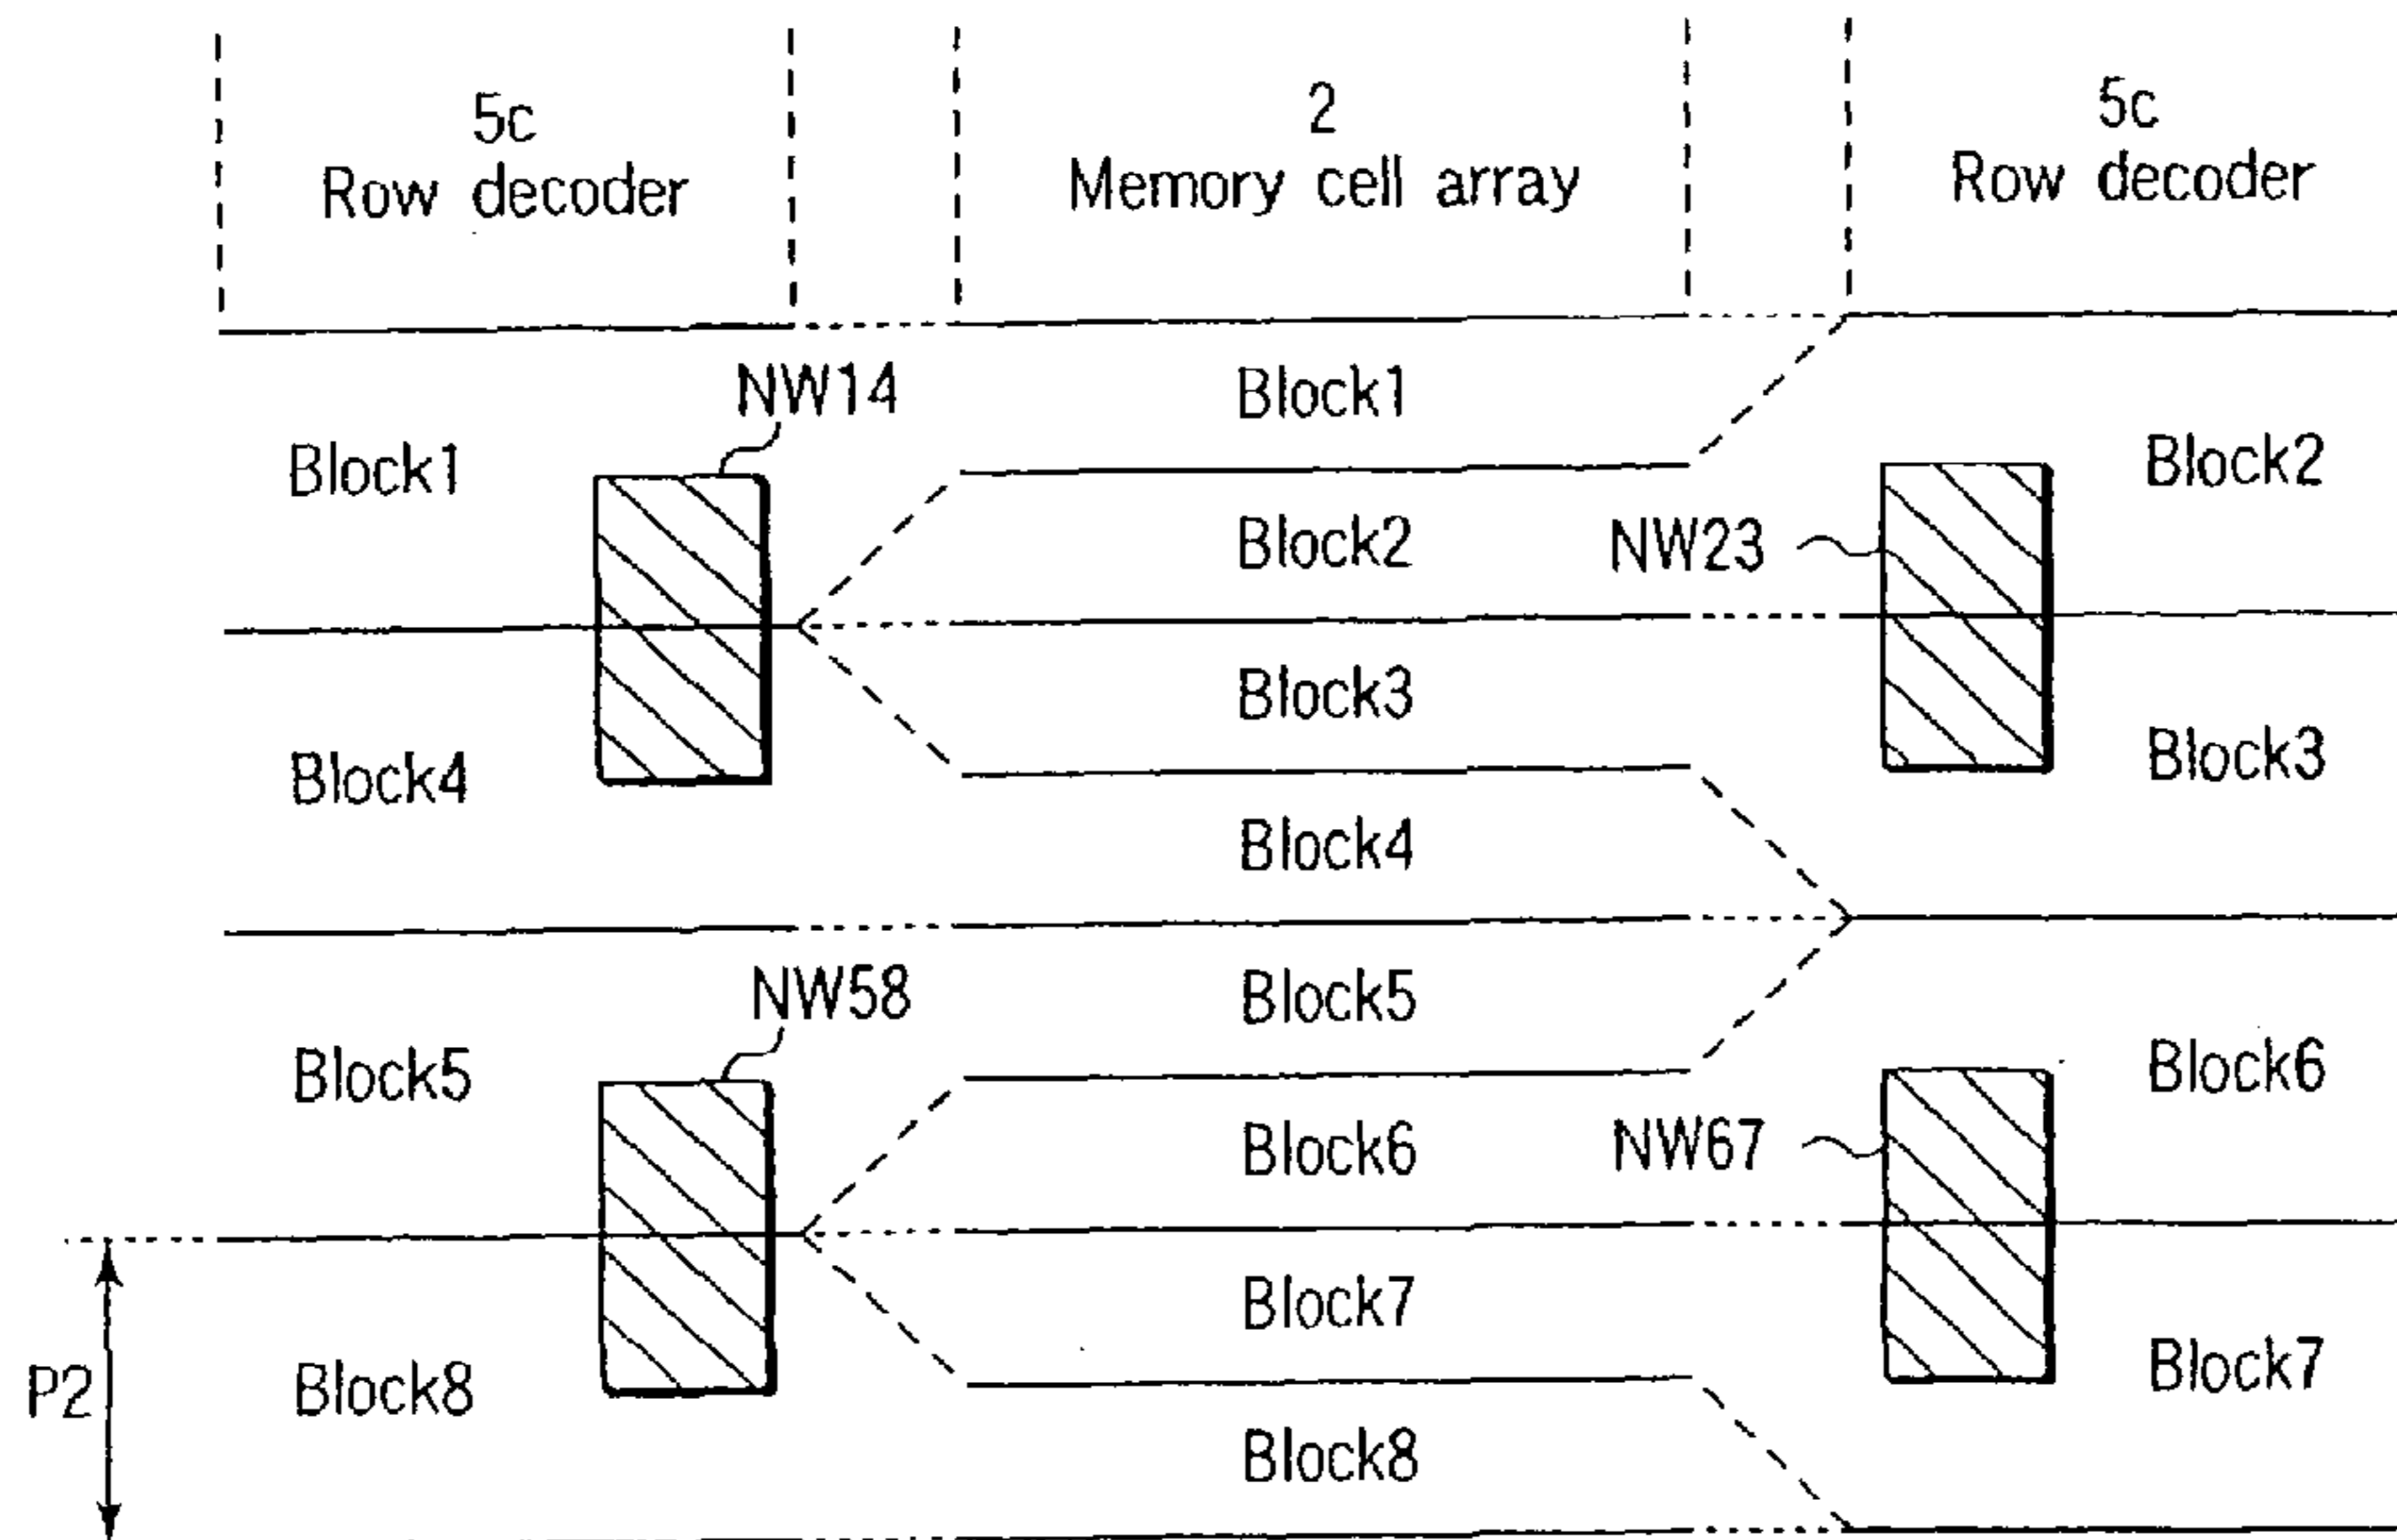 5c
Row decoder
2
Memory cell array
5c
Row decoder
NW14
Block1
Block1
Block2
NW23
Block2
Block3
Block4
Block3
Block4
NW58
Block5
Block5
Block6
NW67
Block6
Block7
P2
Block8
Block7
Block8